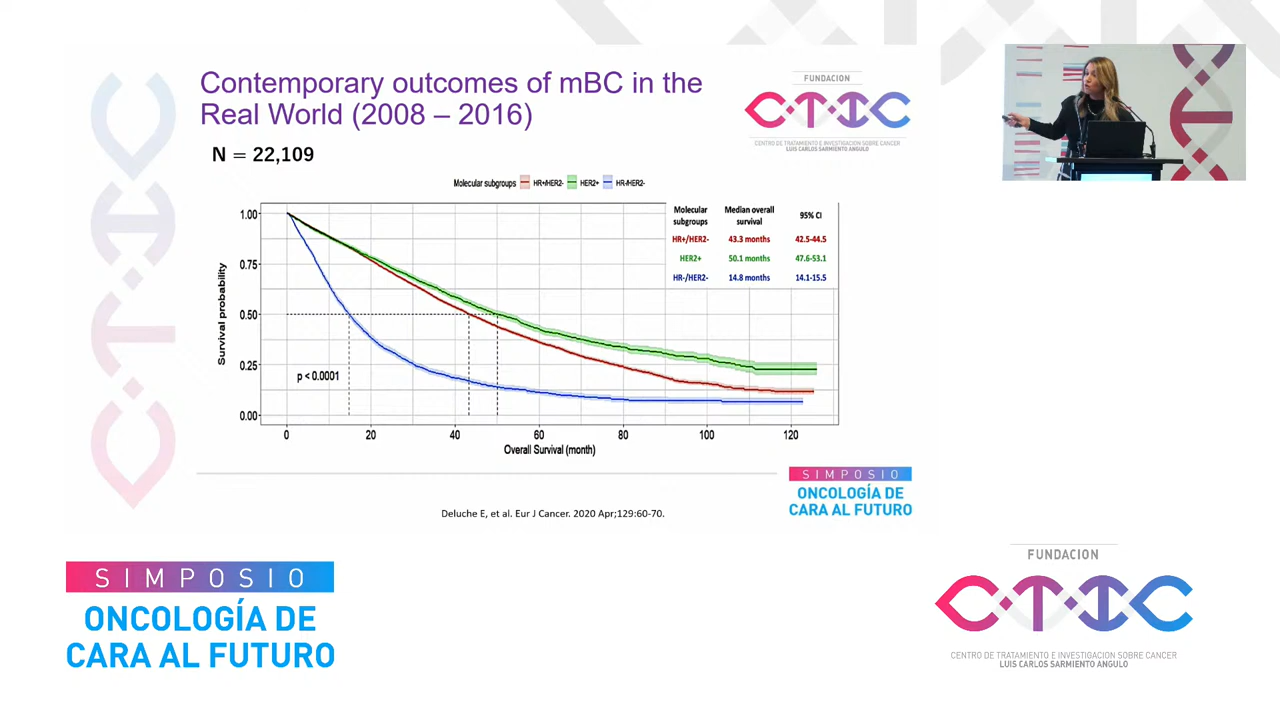 Contemporary outcomes of mBC in the
Real World (2008 – 2016)
N = 22,109
FUNDACION
CTIC
CENTRO DE TRATAMIENTO E INVESTIGACIÓN SOBRE CÁNCER
LUIS CARLOS SARMIENTO ANGULO
CTIC
Molecular subgroups HR+/HER2- HER2+ HR-/HER2-
Molecular subgroups Median overall survival 95% CI
HR+/HER2- 43.3 months 42.5-44.5
HER2+ 50.1 months 47.6-53.1
HR-/HER2- 14.8 months 14.1-15.5
Survival probability
1.00
0.75
0.50
0.25
0.00
p < 0.0001
0 20 40 60 80 100 120
Overall Survival (month)
SIMPOSIO
ONCOLOGÍA DE
CARA AL FUTURO
Deluche E, et al. Eur J Cancer. 2020 Apr;129:60-70.
SIMPOSIO
ONCOLOGÍA DE
CARA AL FUTURO
FUNDACION
CTIC
CENTRO DE TRATAMIENTO E INVESTIGACION SOBRE CANCER
LUIS CARLOS SARMIENTO ANGULO